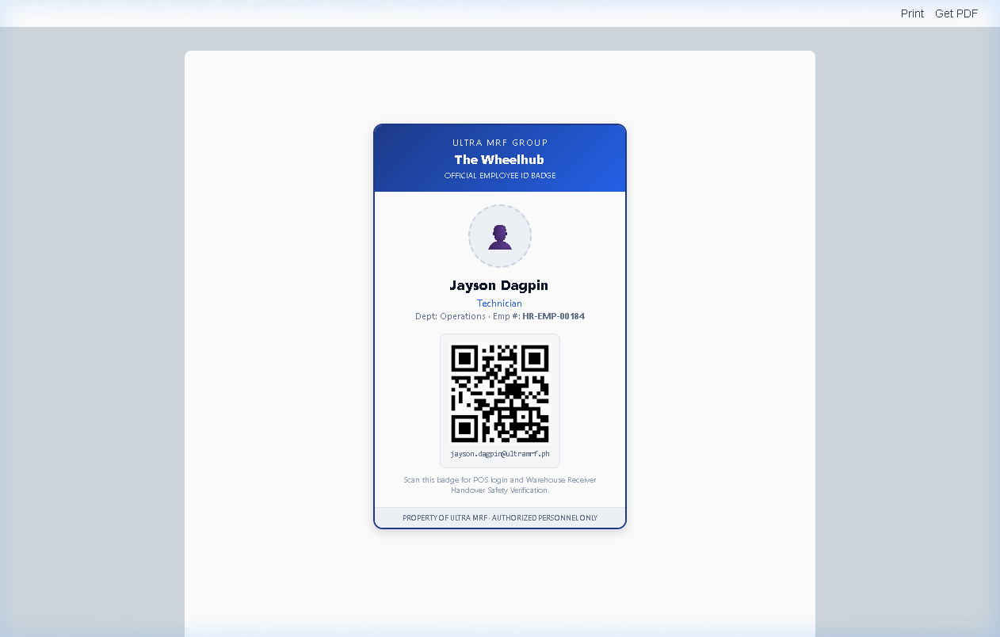 Print Get PDF
ULTRA MRF GROUP
The Wheelhub
OFFICIAL EMPLOYEE ID BADGE
Jayson Dagpin
Technician
Dept: Operations · Emp #: HR-EMP-00184
jayson.dagpin@ultramrf.ph
Scan this badge for POS login and Warehouse Receiver
Handover Safety Verification.
PROPERTY OF ULTRA MRF · AUTHORIZED PERSONNEL ONLY